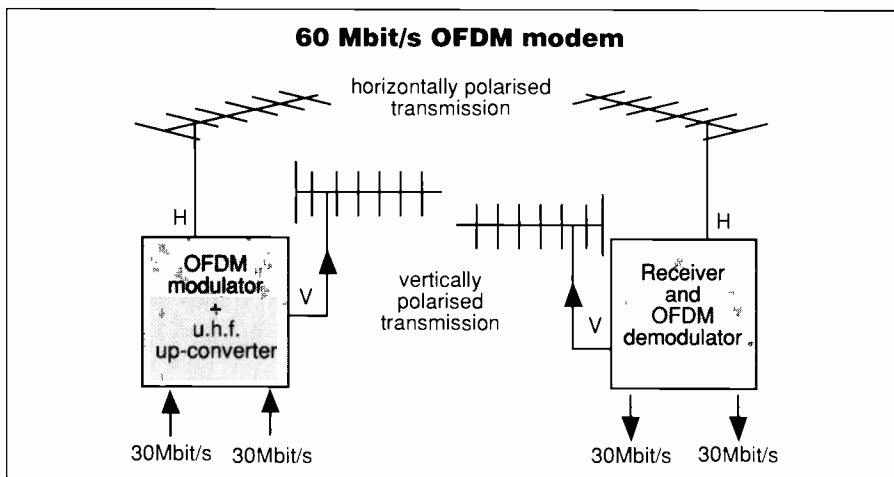 60 Mbit/s OFDM modem
horizontally polarised
transmission
H
H
OFDM
modulator
+
u.h.f.
up-converter
V
vertically
polarised
transmission
V
Receiver
and
OFDM
demodulator
30Mbit/s
30Mbit/s
30Mbit/s
30Mbit/s